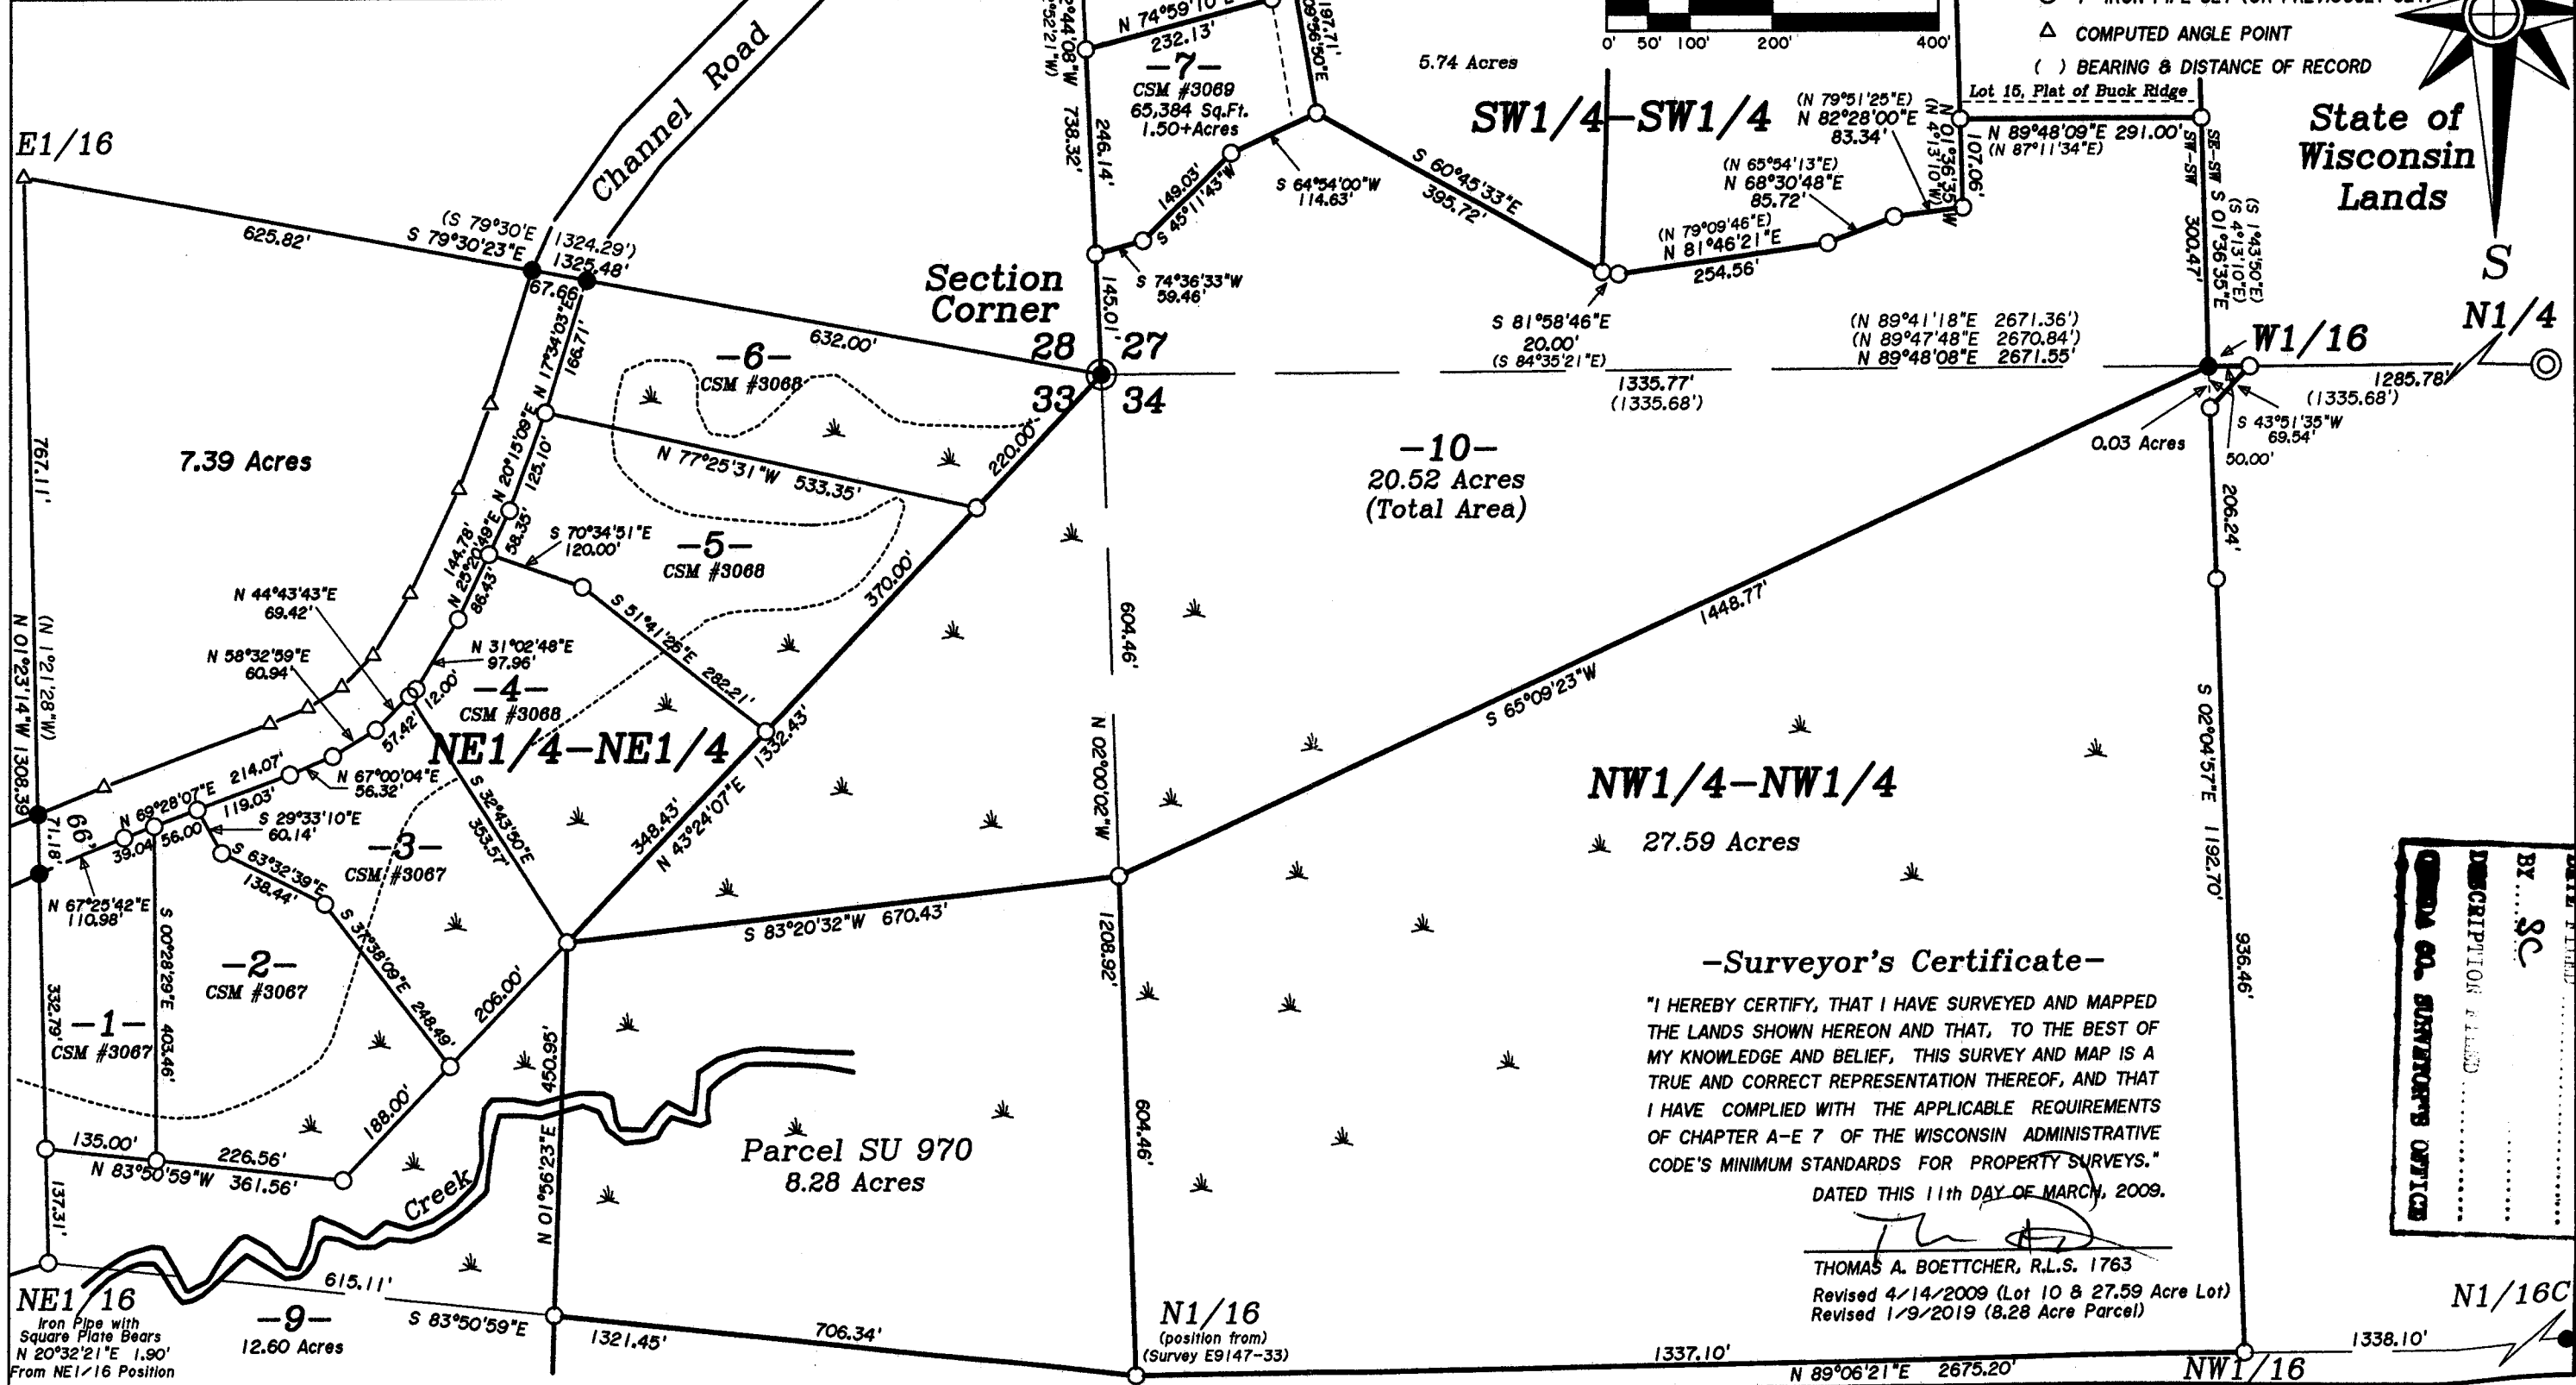 E1/16
Channel Road
625.82'
(S 79°30'E 1324.29')
S 79°30'23"E 1325.48'
67.66
632.00'
N 17°34'03"E
166.71'
Section
Corner
28 27
33 34
N 74°59'10"E
232.13'
-7-
CSM #3069
65,384 Sq.Ft.
1.50+Acres
738.32'
246.14'
197.71'
145.01'
149.03'
S 45°11'43"W
S 64°54'00"W
114.63'
S 74°36'33"W
59.46'
0' 50' 100' 200' 400'
5.74 Acres
SW1/4-SW1/4
S 60°45'33"E
395.72'
(N 79°51'25"E)
N 82°28'00"E
83.34'
(N 65°54'13"E)
N 68°30'48"E
85.72'
(N 79°09'46"E)
N 81°46'21"E
254.56'
S 81°58'46"E
20.00'
(S 84°35'21"E)
N 01°36'35"W
107.06'
(N 4°13'10"W)
△ COMPUTED ANGLE POINT
( ) BEARING & DISTANCE OF RECORD
Lot 15, Plat of Buck Ridge
N 89°48'09"E 291.00'
(N 87°11'34"E)
SE-SW
SW-SW
S 01°36'35"E
300.47'
(S 4°13'10"E)
(S 1°43'50"E)
State of
Wisconsin
Lands
S
N1/4
W1/16
(N 89°41'18"E 2671.36')
(N 89°47'48"E 2670.84')
N 89°48'08"E 2671.55'
1335.77'
(1335.68')
1285.78'
(1335.68')
S 43°51'35"W
69.54'
50.00'
0.03 Acres
-10-
20.52 Acres
(Total Area)
7.39 Acres
767.11'
(N 1°21'28"W)
N 01°23'14"W 1308.39'
-6-
CSM #3068
N 77°25'31"W 533.35'
220.00'
N 20°15'09"E
125.10'
58.35'
144.78'
N 25°20'49"E
86.43'
S 70°34'51"E
120.00'
-5-
CSM #3068
370.00'
S 51°41'26"E 282.21'
N 44°43'43"E
69.42'
N 58°32'59"E
60.94'
N 31°02'48"E
97.96'
12.00'
57.42'
-4-
CSM #3068
NE1/4-NE1/4
214.07'
N 69°28'07"E
119.03'
N 67°00'04"E
56.32'
S 29°33'10"E
60.14'
39.04
56.00'
66'
71.18'
N 67°25'42"E
110.98'
S 63°32'39"E
138.44'
-3-
CSM #3067
S 32°43'50"E
353.57'
348.43'
N 43°24'07"E 1332.43'
604.46'
N 02°00'02"W
1208.92'
604.46'
S 65°09'23"W
1448.77'
206.24'
S 02°04'57"E 1192.70'
936.46'
NW1/4-NW1/4
27.59 Acres
S 83°20'32"W 670.43'
-2-
CSM #3067
S 00°28'29"E 403.46'
S 37°38'09"E 248.49'
206.00'
-1-
CSM #3067
332.79'
135.00'
226.56'
N 83°50'59"W 361.56'
188.00'
137.31'
N 01°56'23"E 450.95'
Creek
Parcel SU 970
8.28 Acres
615.11'
S 83°50'59"E
1321.45'
706.34'
NE1/16
Iron Pipe with
Square Plate Bears
N 20°32'21"E 1.90'
From NE1/16 Position
-9-
12.60 Acres
N1/16
(position from)
(Survey E9147-33)
1337.10'
N 89°06'21"E 2675.20'
NW1/16
1338.10'
N1/16C
-Surveyor's Certificate-
"I HEREBY CERTIFY, THAT I HAVE SURVEYED AND MAPPED
THE LANDS SHOWN HEREON AND THAT, TO THE BEST OF
MY KNOWLEDGE AND BELIEF, THIS SURVEY AND MAP IS A
TRUE AND CORRECT REPRESENTATION THEREOF, AND THAT
I HAVE COMPLIED WITH THE APPLICABLE REQUIREMENTS
OF CHAPTER A-E 7 OF THE WISCONSIN ADMINISTRATIVE
CODE'S MINIMUM STANDARDS FOR PROPERTY SURVEYS."
DATED THIS 11th DAY OF MARCH, 2009.
THOMAS A. BOETTCHER, R.L.S. 1763
Revised 4/14/2009 (Lot 10 & 27.59 Acre Lot)
Revised 1/9/2019 (8.28 Acre Parcel)
BY.... SC
DESCRIPTION
CO. SURVEYOR'S OFFICE